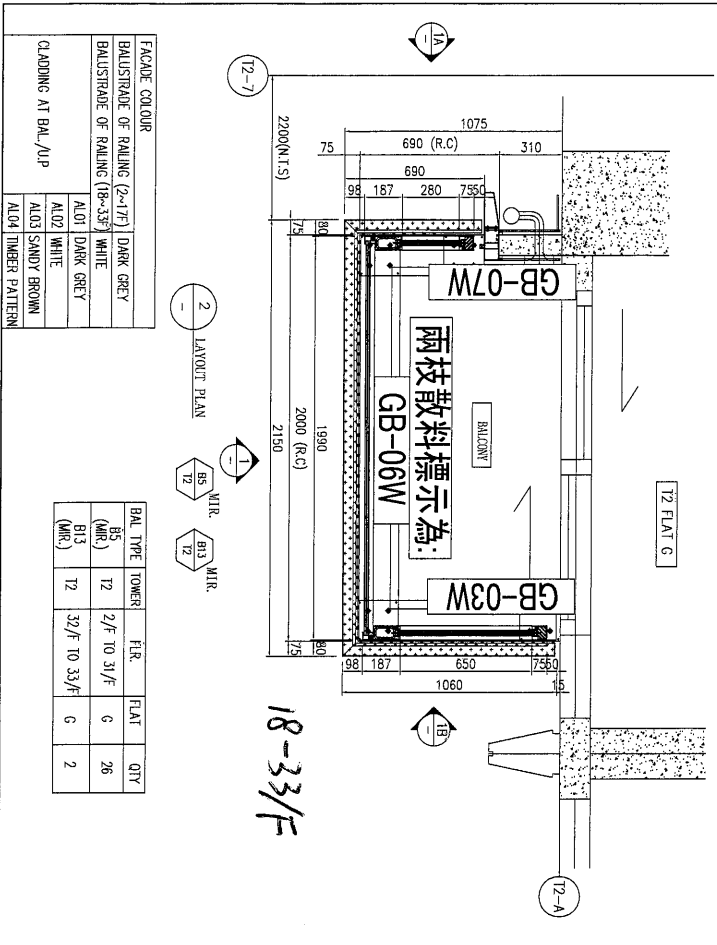 1A
-
T2-7
2200(N.T.S)
1075
75
690 (R.C)
310
690
98
187
280
75
50
80
75
GB-07W
兩枝散料標示為:
GB-06W
BALCONY
T2 FLAT G
GB-03W
1990
2000 (R.C)
2150
80
75
98
187
650
75
50
1060
15
1B
-
T2-A
1
-
2
-
LAYOUT PLAN
B5
T2
MIR.
B13
T2
MIR.
18-33/F
FACADE COLOUR
BALUSTRADE OF RAILING (2~17F) DARK GREY
BALUSTRADE OF RAILING (18~33F) WHITE
CLADDING AT BAL./U.P
AL01 DARK GREY
AL02 WHITE
AL03 SANDY BROWN
AL04 TIMBER PATTERN
BAL TYPE TOWER FLR. FLAT QTY
B5 (MIR.) T2 2/F TO 31/F G 26
B13 (MIR.) T2 32/F TO 33/F G 2